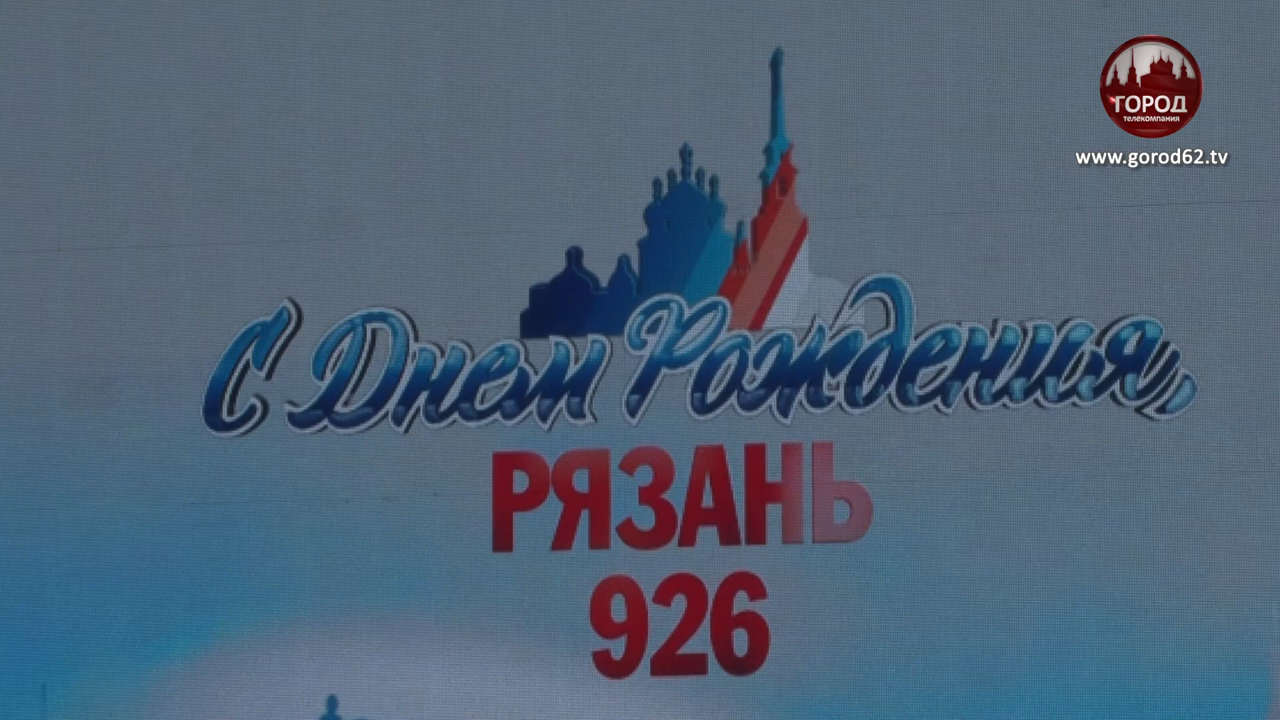 ГОРОД
телекомпания
www.gorod62.tv
С Днем Рождения,
РЯЗАНЬ
926